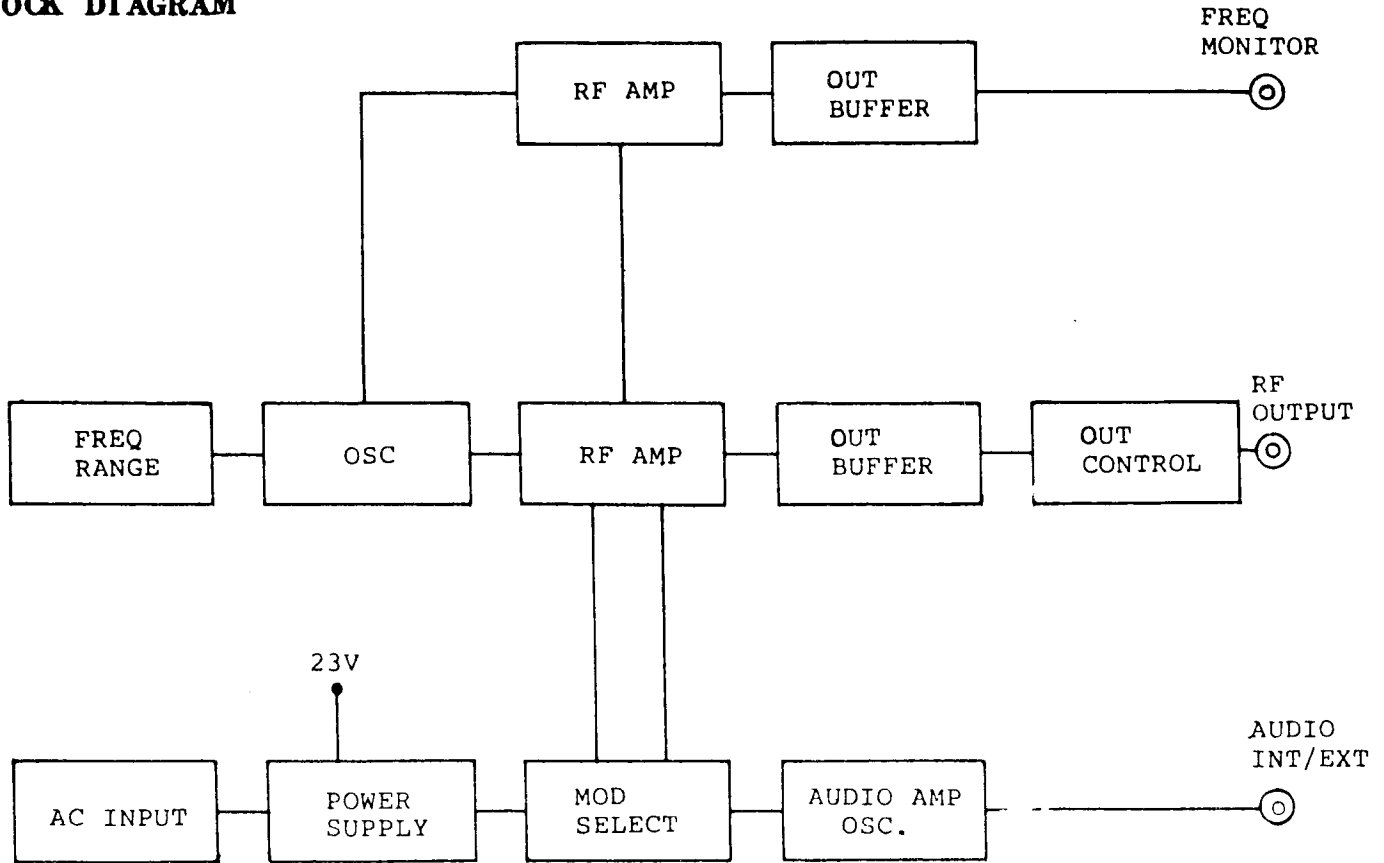 OCK DIAGRAM
FREQ
MONITOR
RF AMP
OUT
BUFFER
FREQ
RANGE
OSC
RF AMP
OUT
BUFFER
OUT
CONTROL
RF
OUTPUT
23V
AC INPUT
POWER
SUPPLY
MOD
SELECT
AUDIO AMP
OSC.
AUDIO
INT/EXT